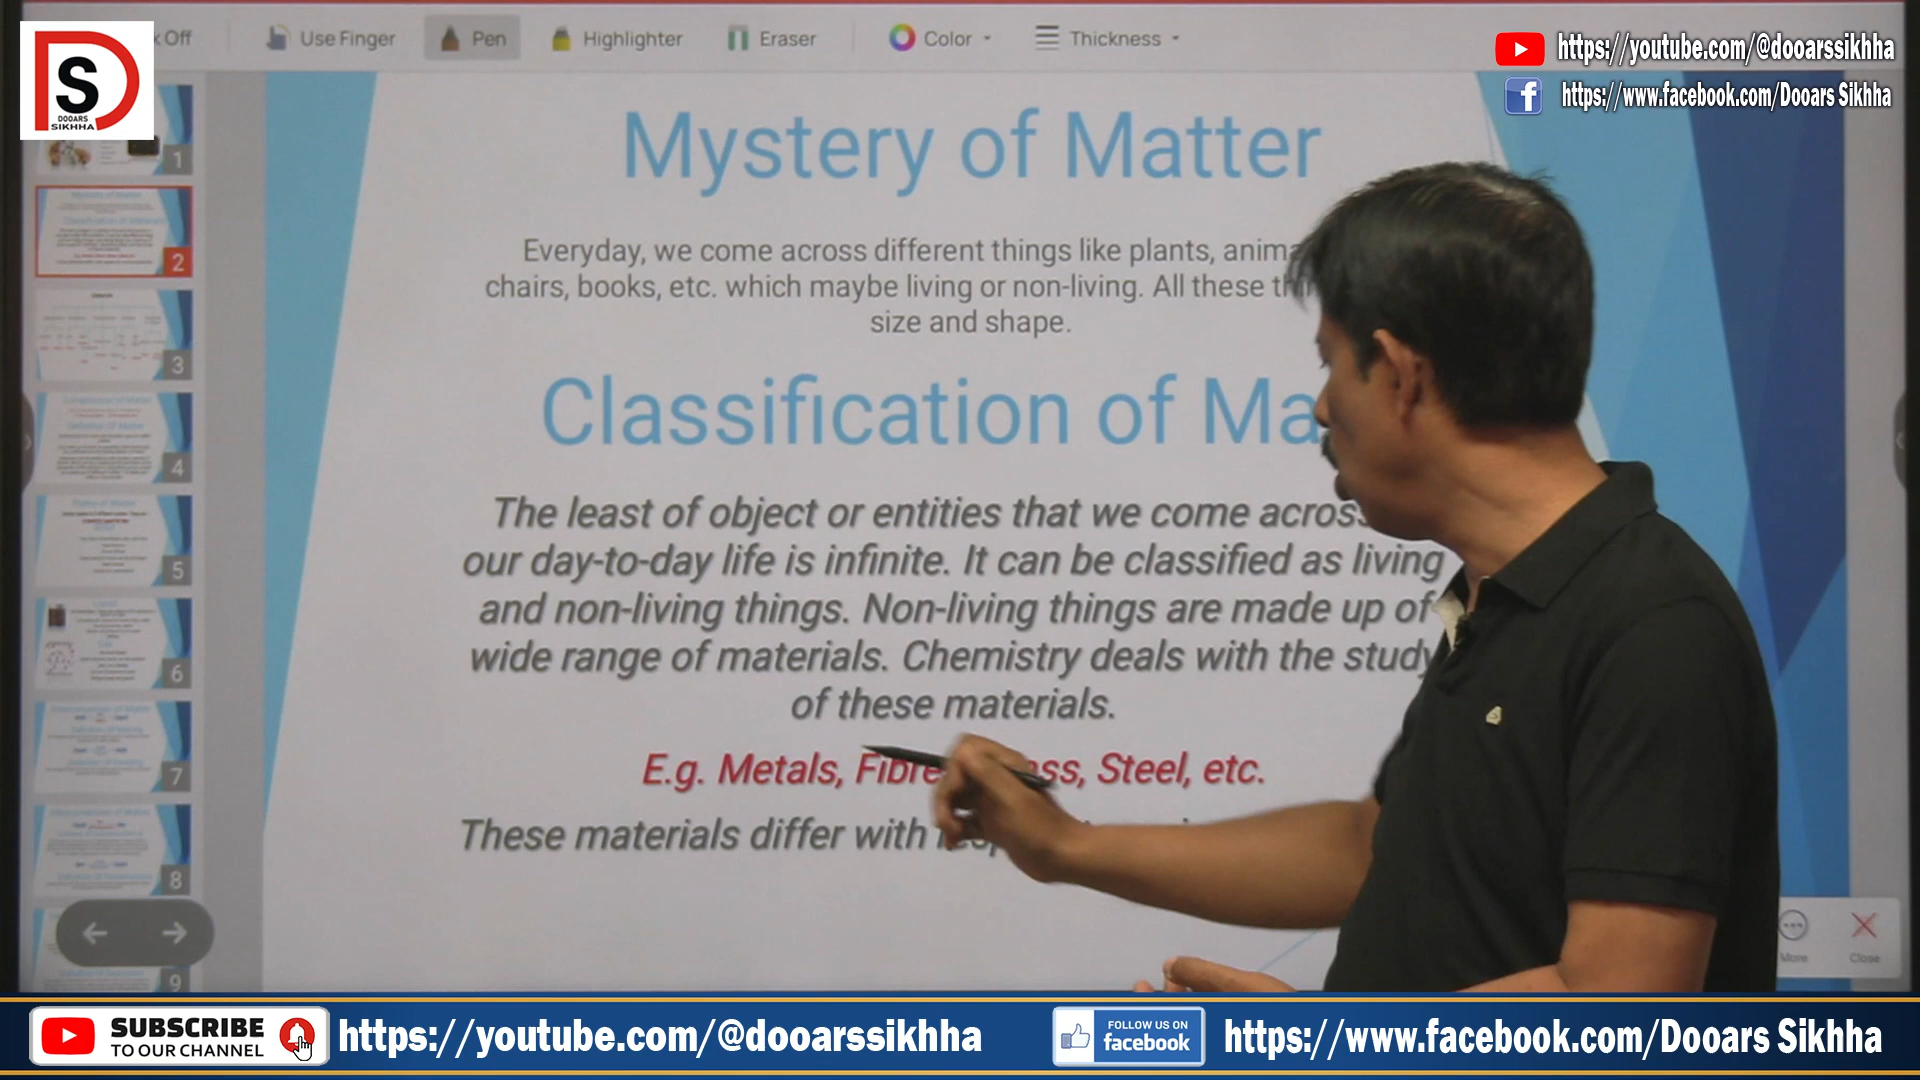 Off
Use Finger
Pen
Highlighter
Eraser
Color
Thickness
https://youtube.com/@dooarssikhha
https://www.facebook.com/Dooars Sikhha
DS
DOOARS
SIKHHA
Mystery of Matter
Everyday, we come across different things like plants,
chairs, books, etc. which maybe living or non-living. All these
size and shape.
Classification of
The least of object or entities that we come
our day-to-day life is infinite. It can be classified as living
and non-living things. Non-living things are made up of
wide range of materials. Chemistry deals with the study
of these materials.
E.g. Metals, Steel, etc.
These materials differ with
1
2
3
4
5
6
7
8
9
More
Close
SUBSCRIBE
TO OUR CHANNEL
https://youtube.com/@dooarssikhha
FOLLOW US ON
facebook
https://www.facebook.com/Dooars Sikhha